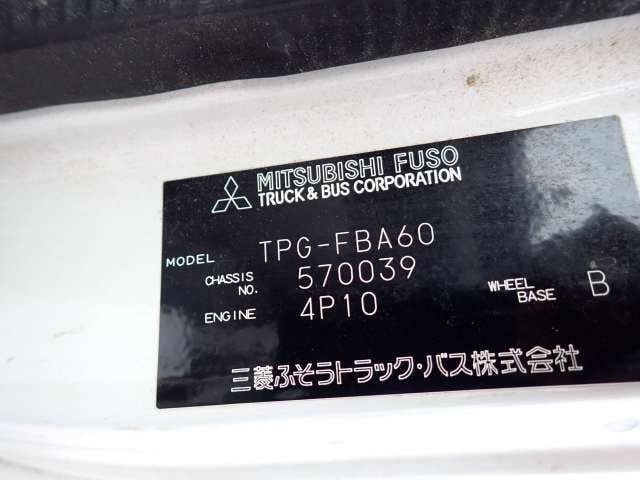 MITSUBISHI FUSO
TRUCK & BUS CORPORATION
MODEL TPG-FBA60
CHASSIS NO. 570039
ENGINE 4P10 WHEEL BASE B
三菱ふそうトラック・バス株式会社